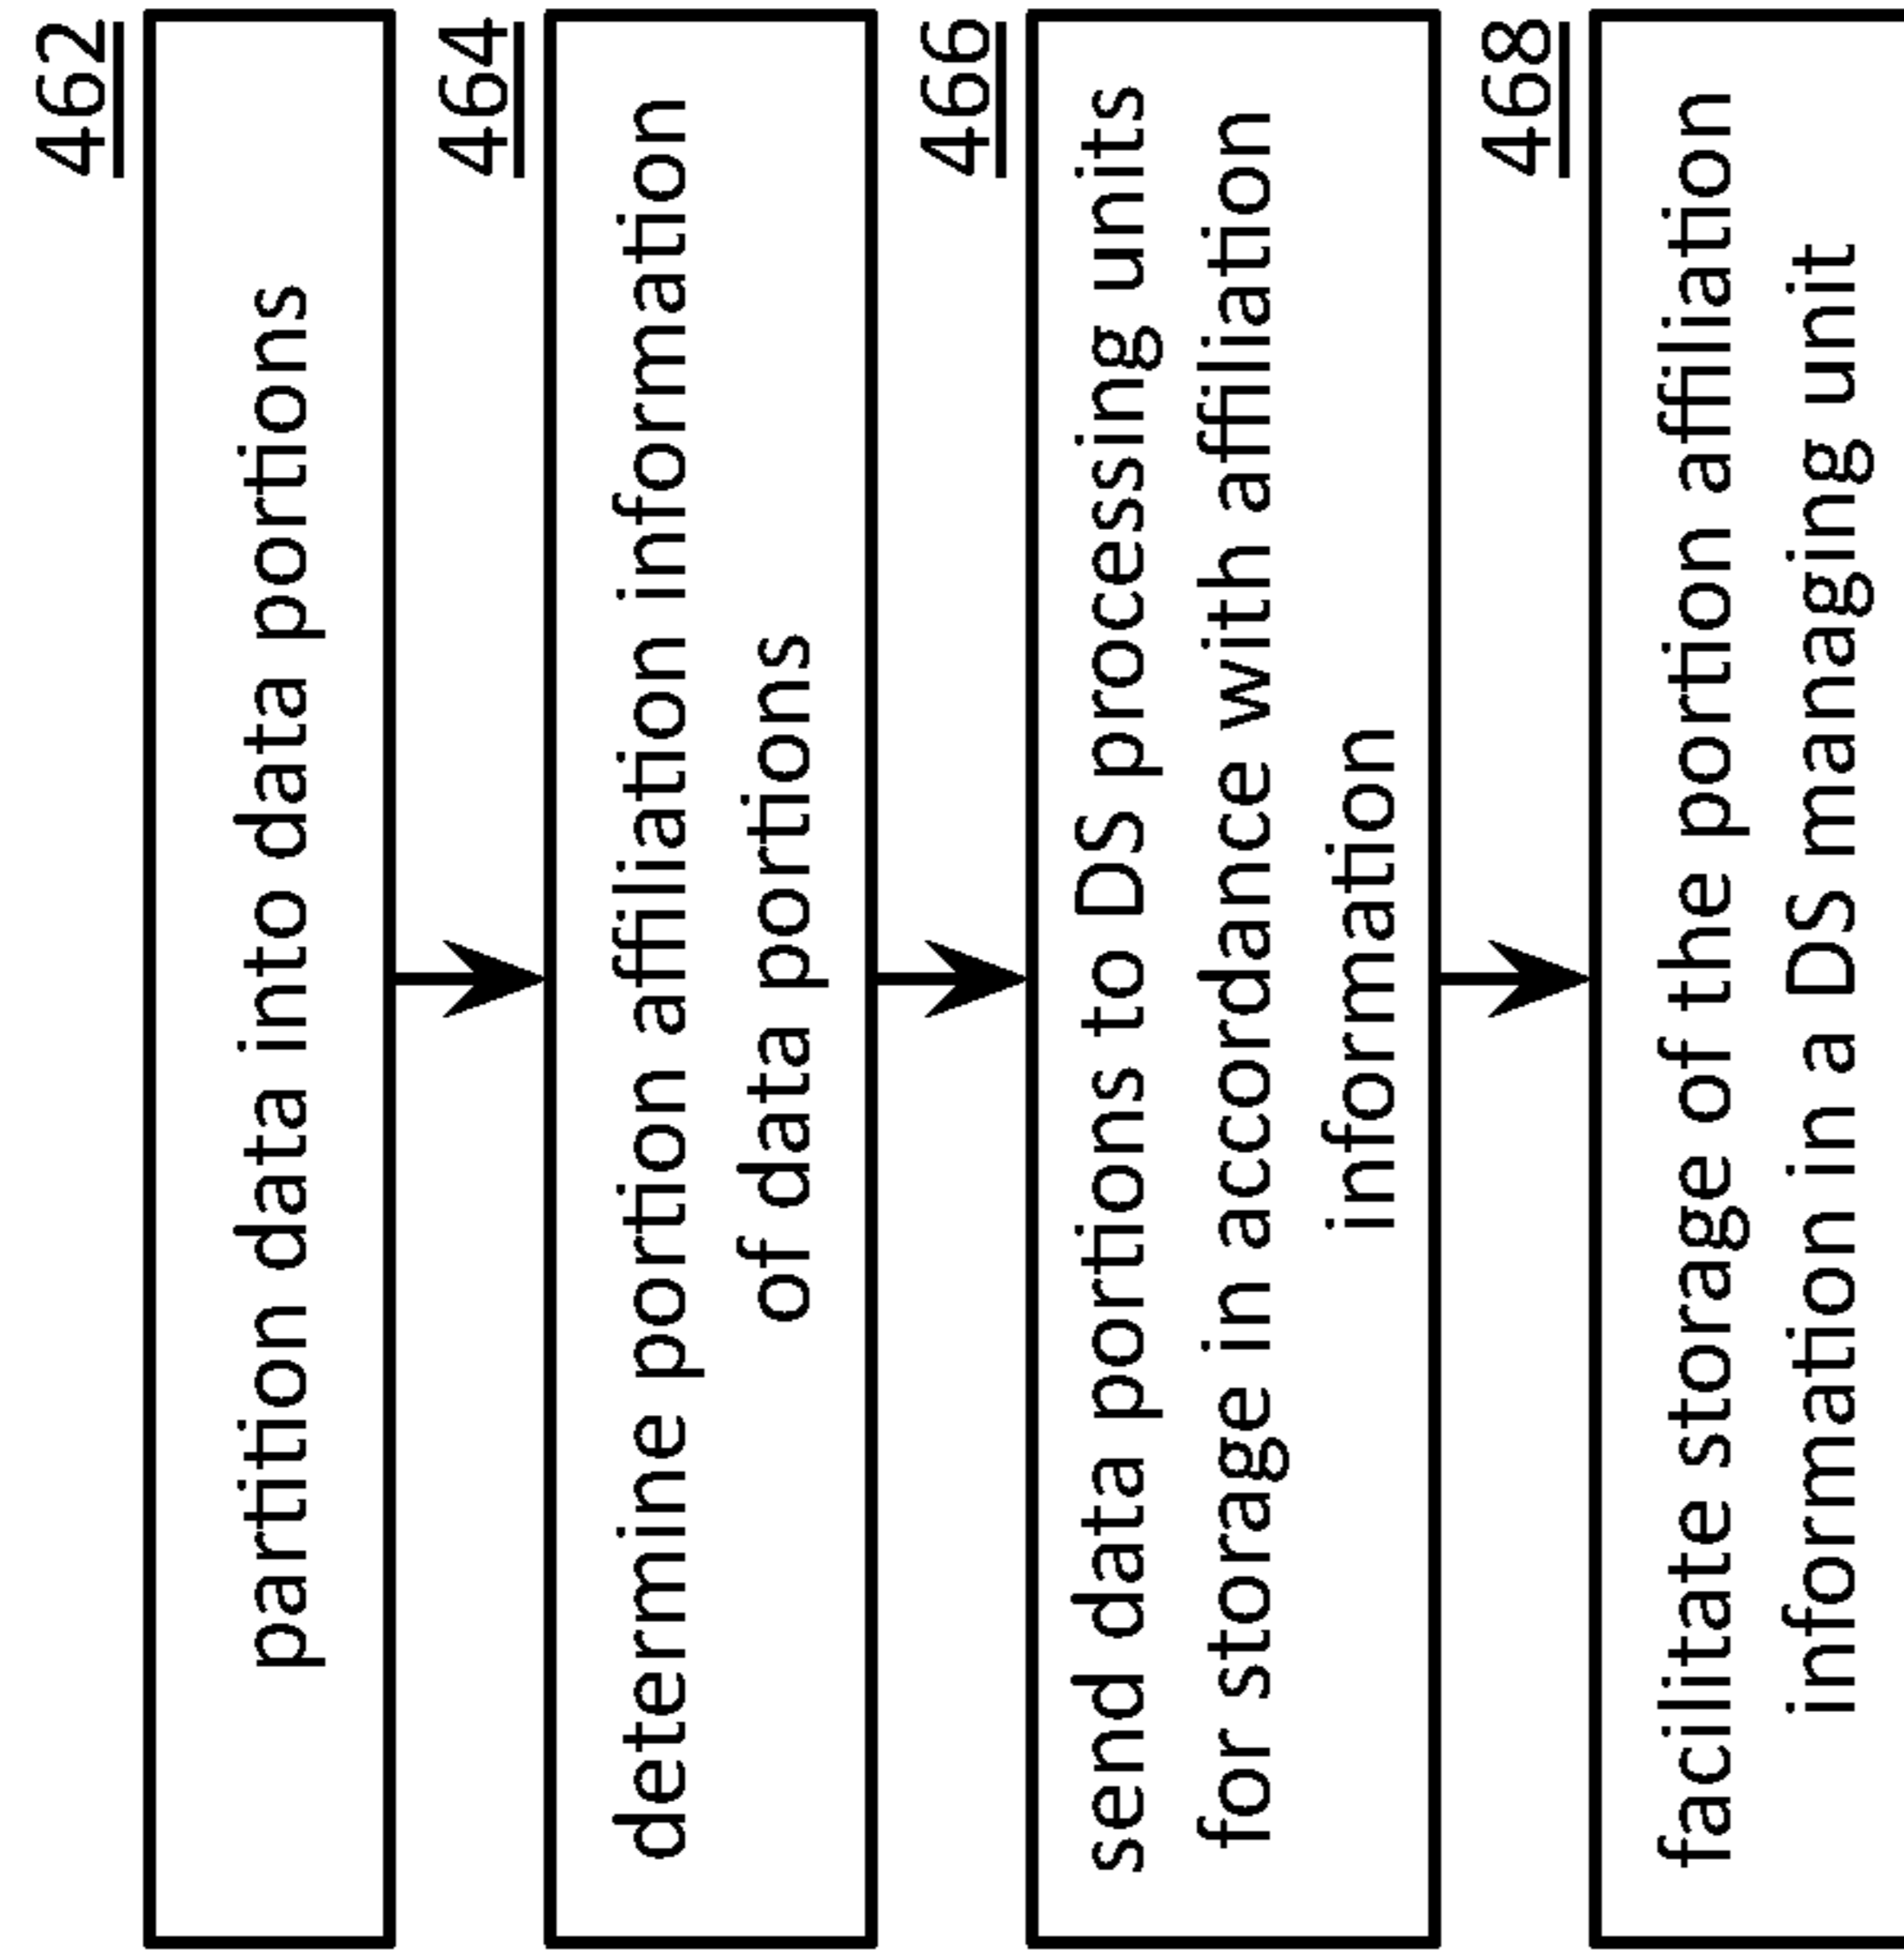 462
partition data into data portions
464
determine portion affiliation information
of data portions
466
send data portions to DS processing units
for storage in accordance with affiliation
information
468
facilitate storage of the portion affiliation
information in a DS managing unit